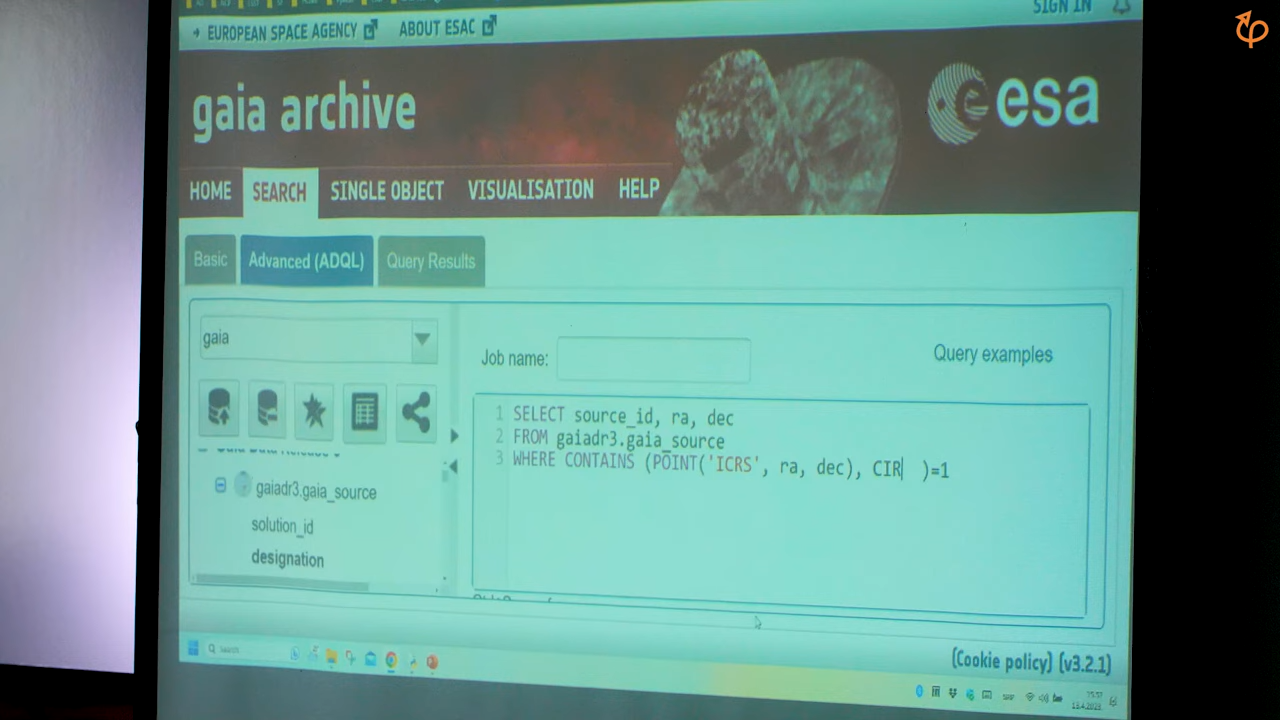 SIGN IN
EUROPEAN SPACE AGENCY ABOUT ESAC
gaia archive
esa
HOME SEARCH SINGLE OBJECT VISUALISATION HELP
Basic Advanced (ADQL) Query Results
gaia
Job name:
Query examples
1 SELECT source_id, ra, dec
2 FROM gaiadr3.gaia_source
3 WHERE CONTAINS (POINT('ICRS', ra, dec), CIR )=1
gaiadr3.gaia_source
solution_id
designation
(Cookie policy) (v3.2.1)
Search